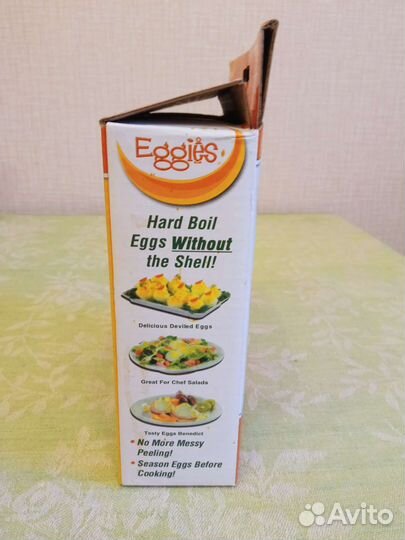 Eggies
Hard Boil
Eggs Without
the Shell!
Delicious Deviled Eggs
Great For Chef Salads
Tasty Eggs Benedict
• No More Messy
Peeling!
• Season Eggs Before
Cooking!
Avito